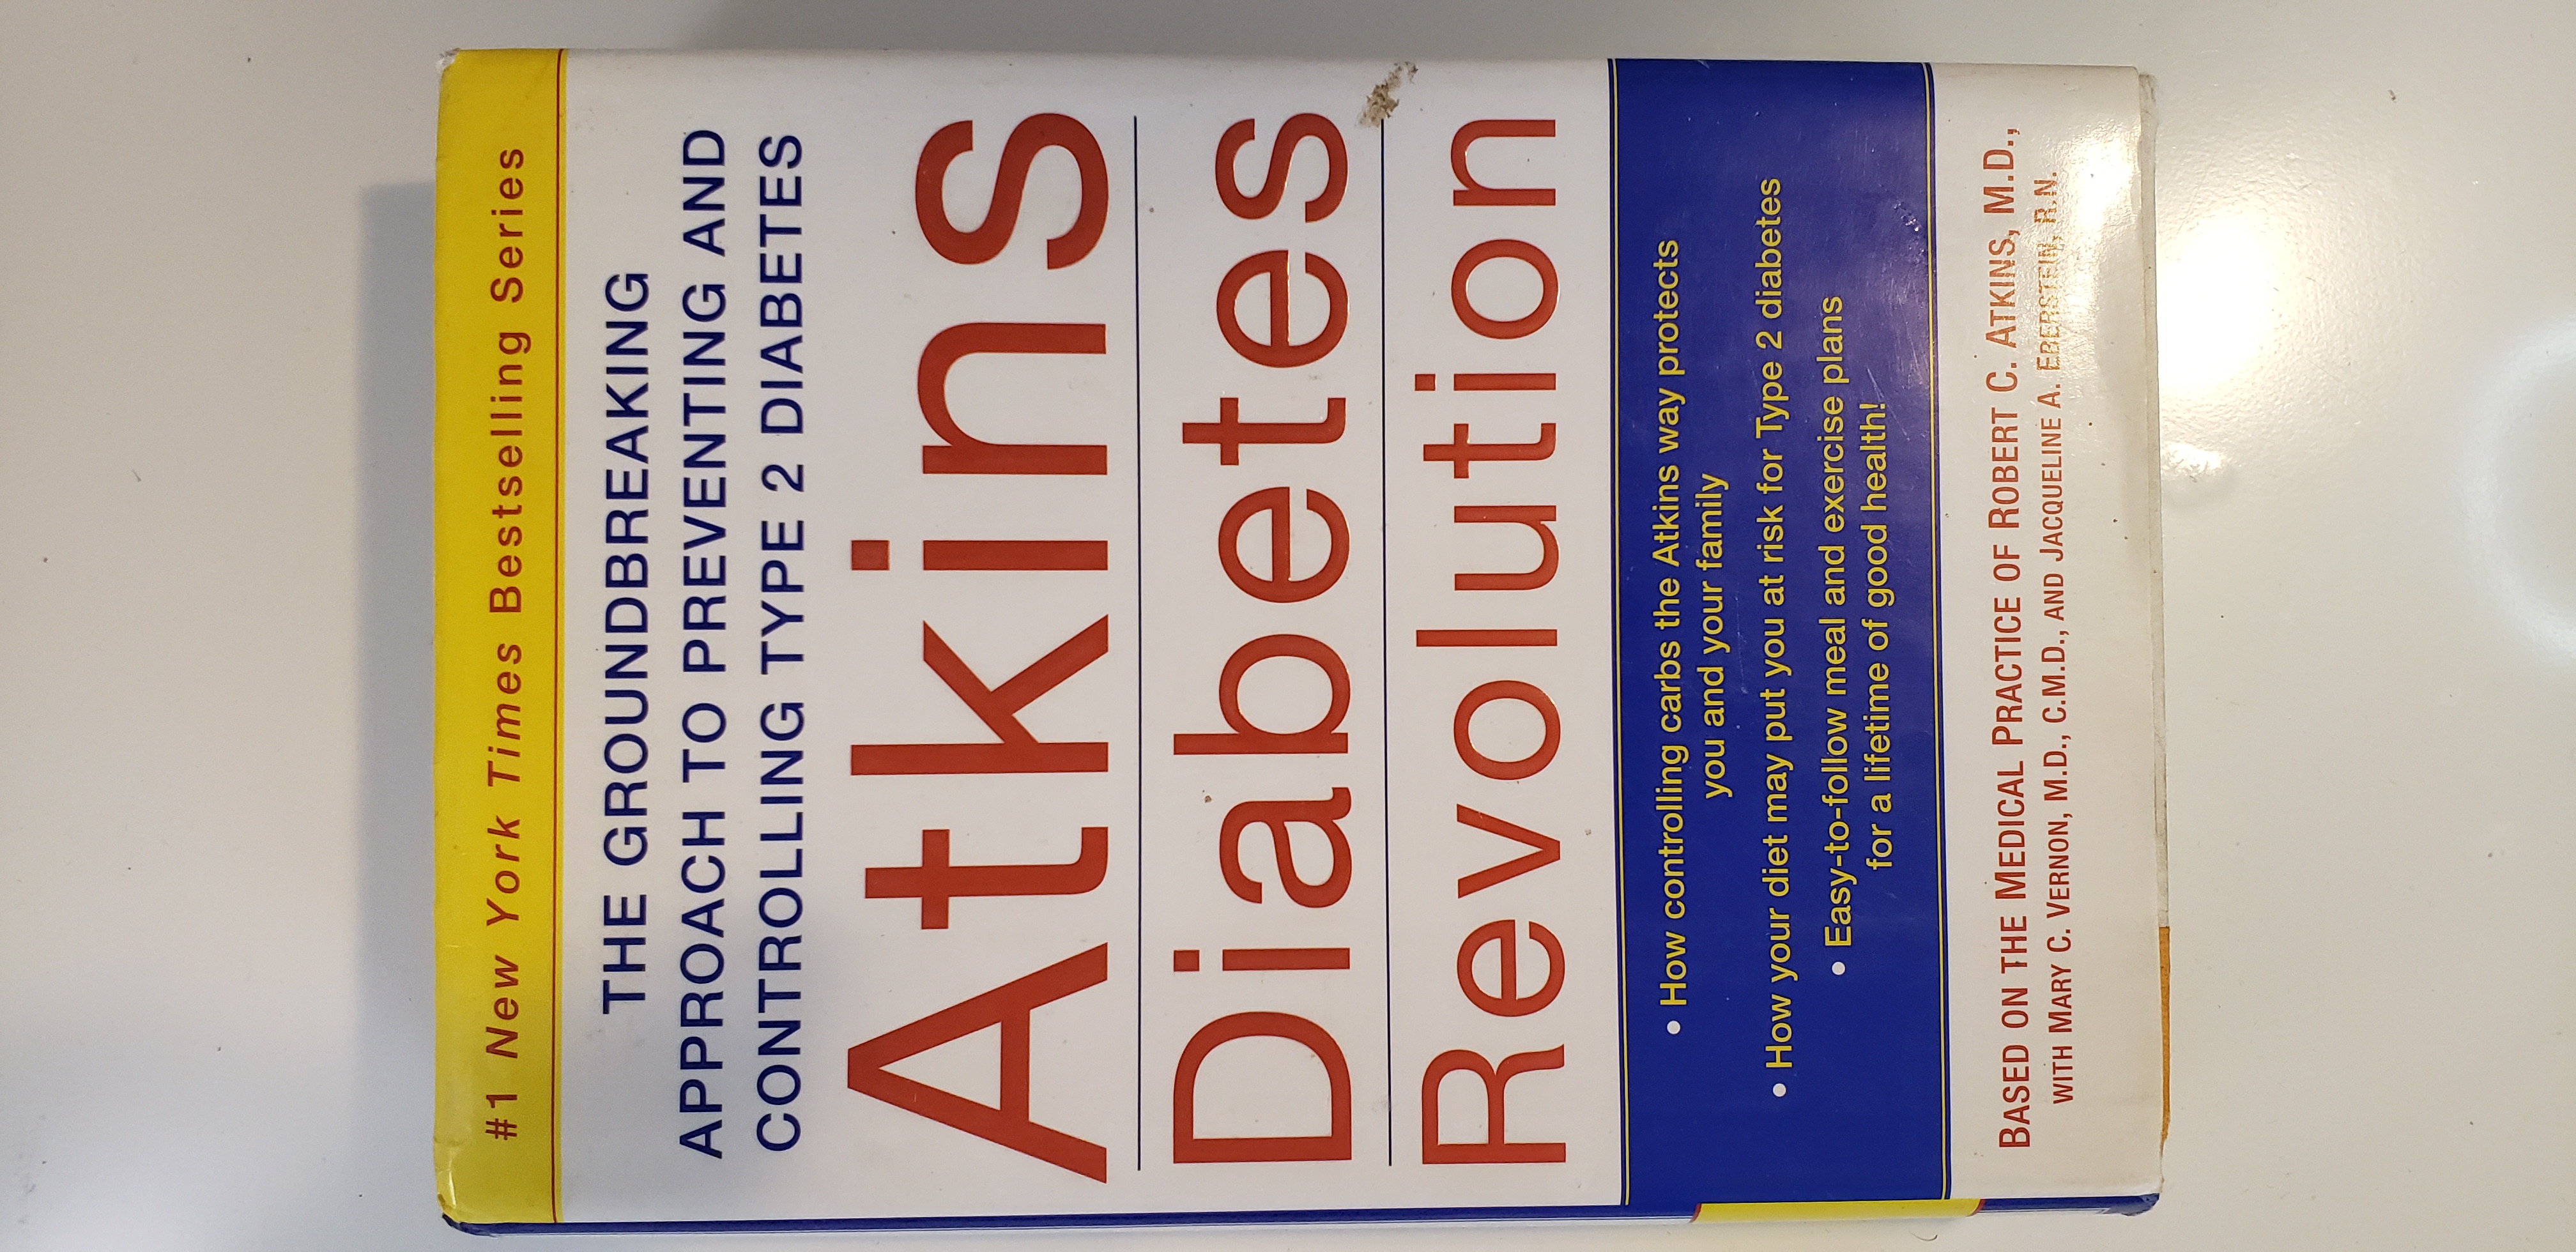 #1 New York Times Bestselling Series
THE GROUNDBREAKING
APPROACH TO PREVENTING AND
CONTROLLING TYPE 2 DIABETES
Atkins
Diabetes
Revolution
• How controlling carbs the Atkins way protects
you and your family
• How your diet may put you at risk for Type 2 diabetes
• Easy-to-follow meal and exercise plans
for a lifetime of good health!
BASED ON THE MEDICAL PRACTICE OF ROBERT C. ATKINS, M.D.,
WITH MARY C. VERNON, M.D., C.M.D., AND JACQUELINE A. EBERSTEIN, R.N.